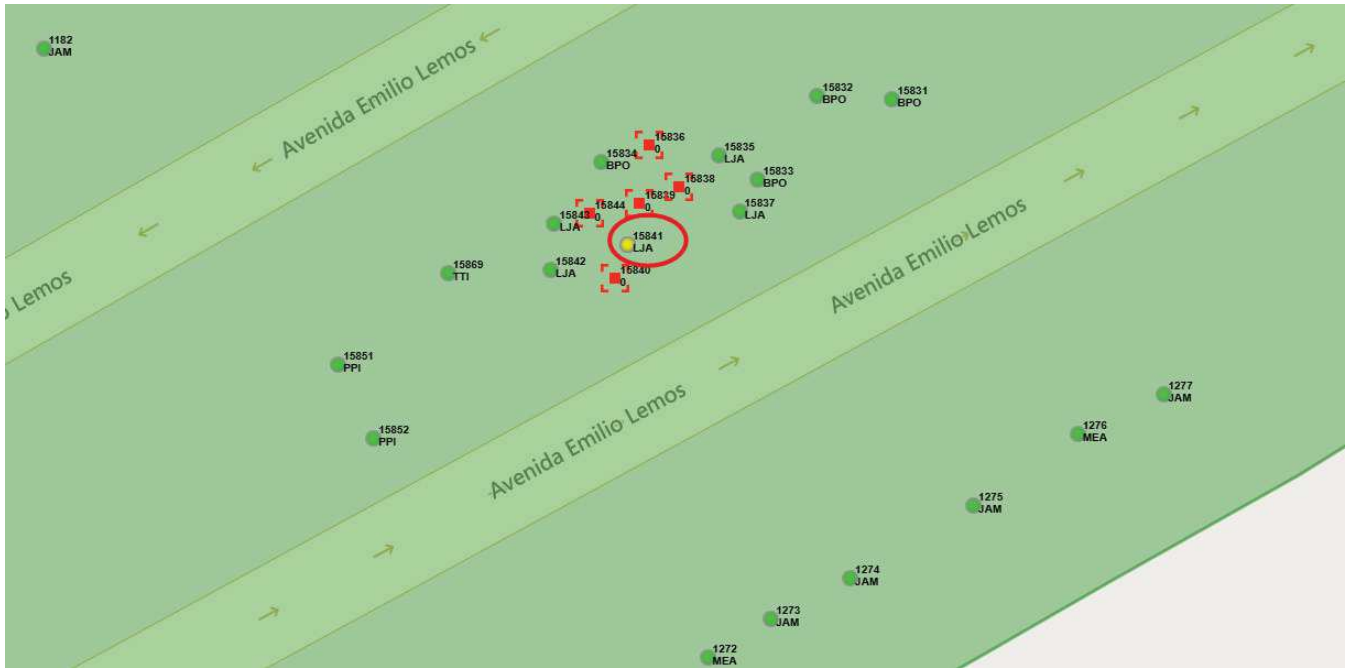 1182
JAM
Avenida Emilio Lemos
15832
BPO
15831
BPO
15836
0
15834
BPO
15835
LJA
15838
0
15833
BPO
15839
0
15844
0
15843
LJA
15837
LJA
15841
LJA
Avenida Emilio Lemos
15869
TTI
15842
LJA
15840
0
o Lemos
15851
PPI
15852
PPI
Avenida Emilio Lemos
1277
JAM
1276
MEA
1275
JAM
1274
JAM
1273
JAM
1272
MEA